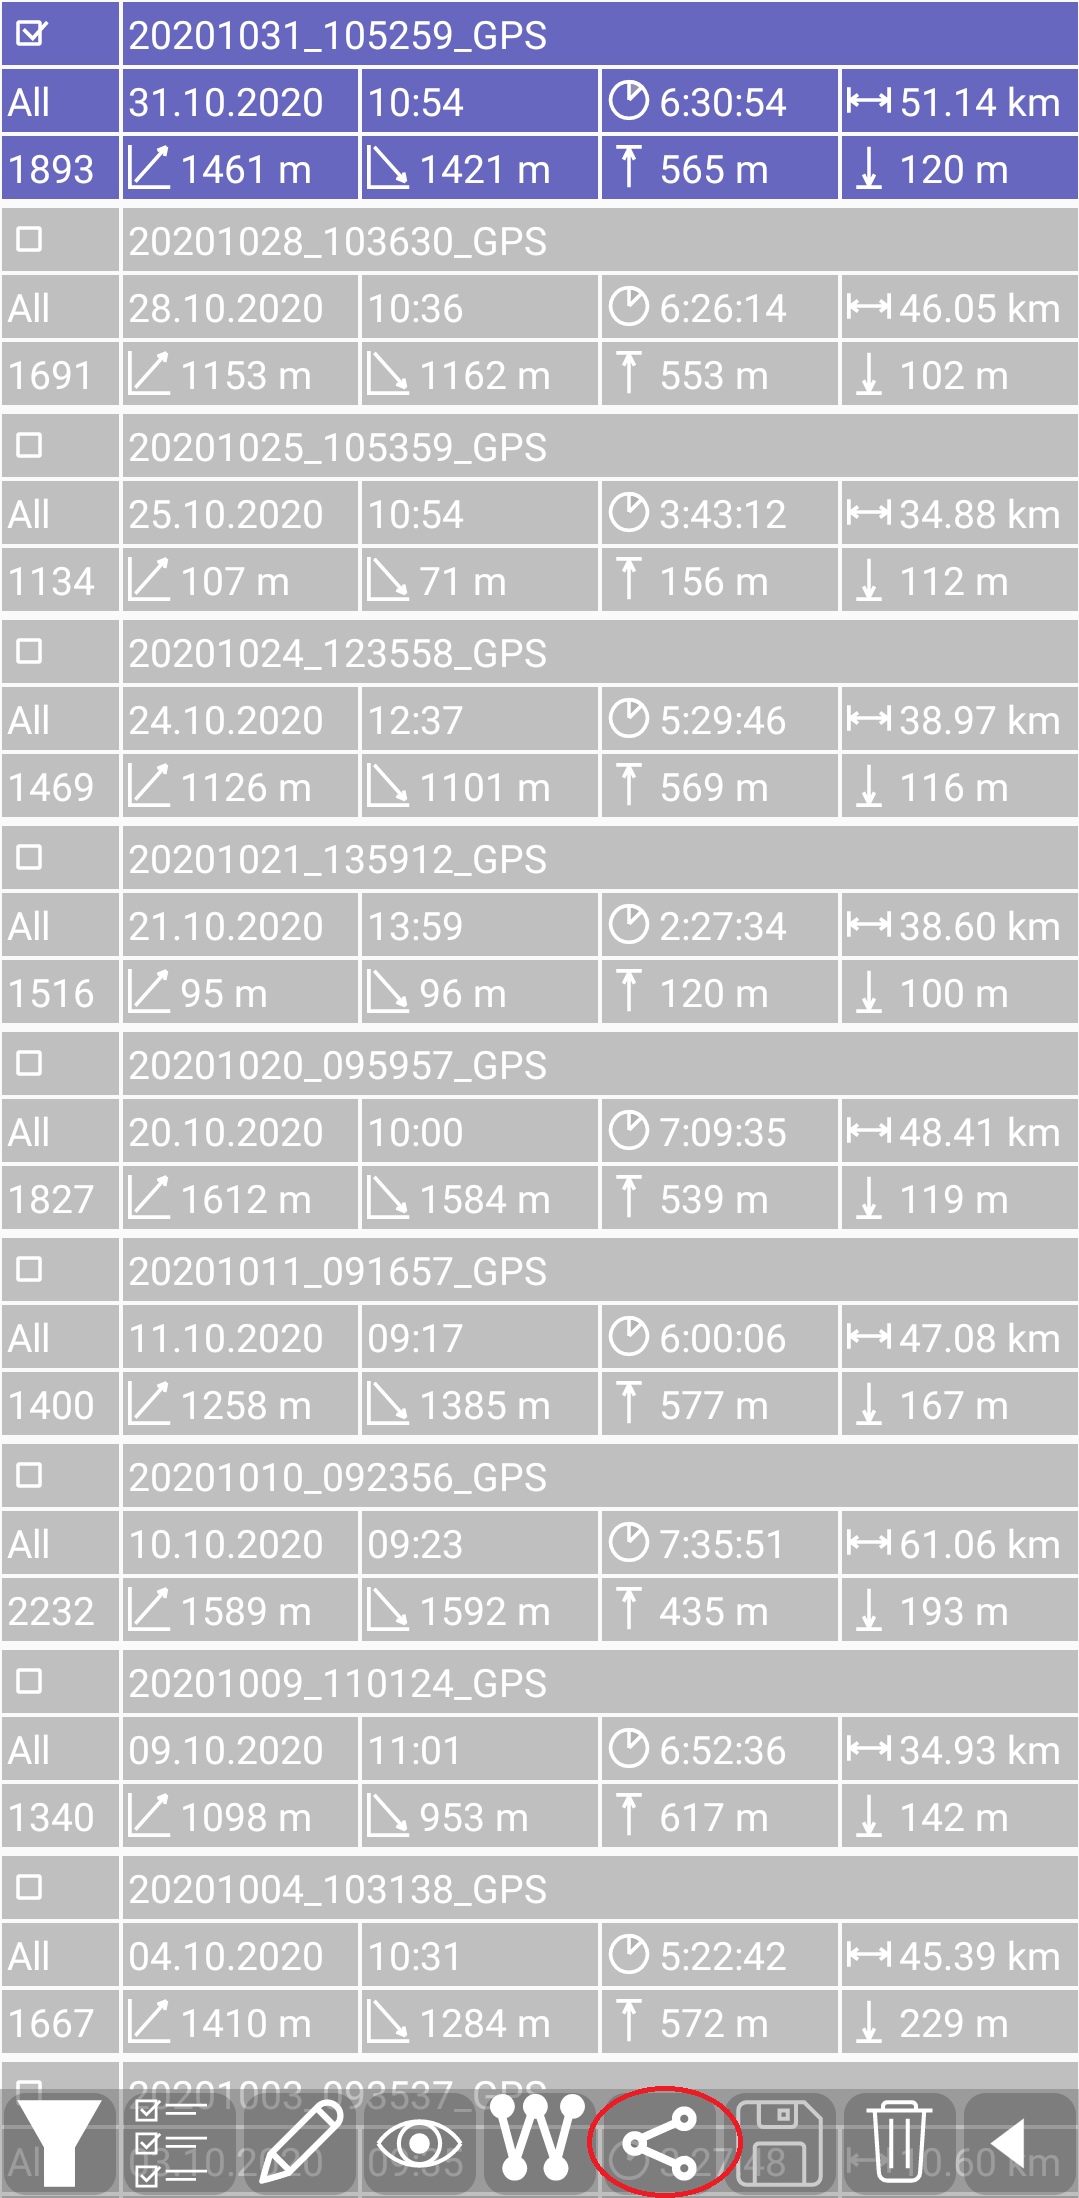 20201031_105259_GPS
All 31.10.2020 10:54 6:30:54 51.14 km
1893 1461 m 1421 m 565 m 120 m
20201028_103630_GPS
All 28.10.2020 10:36 6:26:14 46.05 km
1691 1153 m 1162 m 553 m 102 m
20201025_105359_GPS
All 25.10.2020 10:54 3:43:12 34.88 km
1134 107 m 71 m 156 m 112 m
20201024_123558_GPS
All 24.10.2020 12:37 5:29:46 38.97 km
1469 1126 m 1101 m 569 m 116 m
20201021_135912_GPS
All 21.10.2020 13:59 2:27:34 38.60 km
1516 95 m 96 m 120 m 100 m
20201020_095957_GPS
All 20.10.2020 10:00 7:09:35 48.41 km
1827 1612 m 1584 m 539 m 119 m
20201011_091657_GPS
All 11.10.2020 09:17 6:00:06 47.08 km
1400 1258 m 1385 m 577 m 167 m
20201010_092356_GPS
All 10.10.2020 09:23 7:35:51 61.06 km
2232 1589 m 1592 m 435 m 193 m
20201009_110124_GPS
All 09.10.2020 11:01 6:52:36 34.93 km
1340 1098 m 953 m 617 m 142 m
20201004_103138_GPS
All 04.10.2020 10:31 5:22:42 45.39 km
1667 1410 m 1284 m 572 m 229 m
20201003_093537_GPS